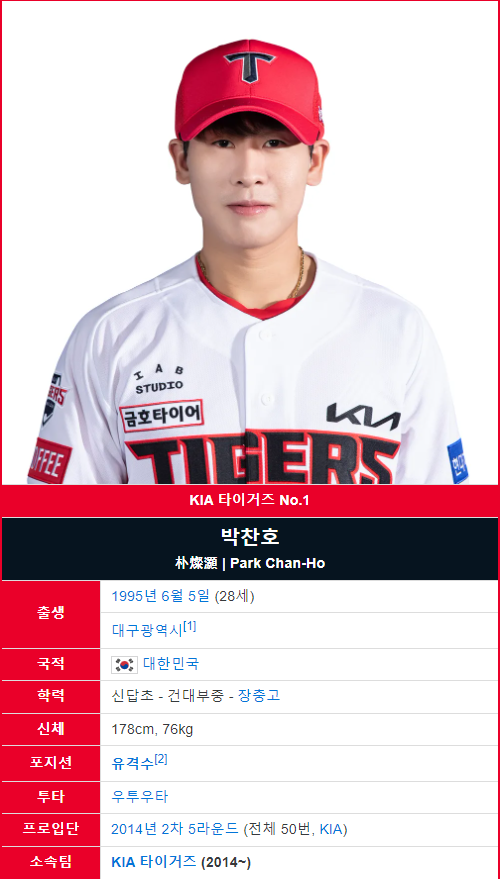 T
IAB
STUDIO
금호타이어
KIA
TIGERS
TIGERS
OFFEE
KIA 타이거즈 No.1
박찬호
朴燦灝 | Park Chan-Ho
출생
1995년 6월 5일 (28세)
대구광역시[1]
국적
대한민국
학력
신답초 - 건대부중 - 장충고
신체
178cm, 76kg
포지션
유격수[2]
투타
우투우타
프로입단
2014년 2차 5라운드 (전체 50번, KIA)
소속팀
KIA 타이거즈 (2014~)